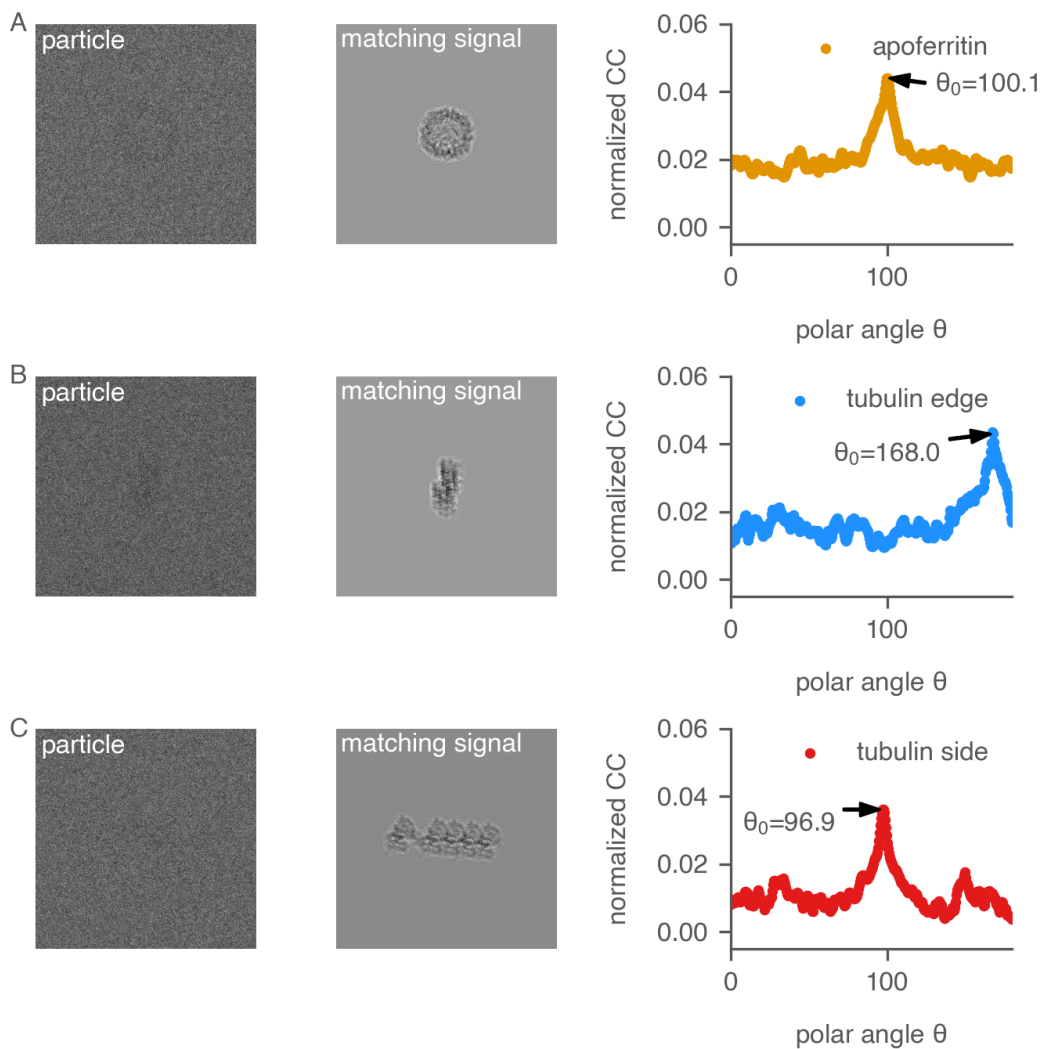 A
particle
matching signal
0.06
0.04
0.02
0.00
normalized CC
apoferritin
θ₀=100.1
0
100
polar angle θ
B
particle
matching signal
0.06
0.04
0.02
0.00
normalized CC
tubulin edge
θ₀=168.0
0
100
polar angle θ
C
particle
matching signal
0.06
0.04
0.02
0.00
normalized CC
tubulin side
θ₀=96.9
0
100
polar angle θ